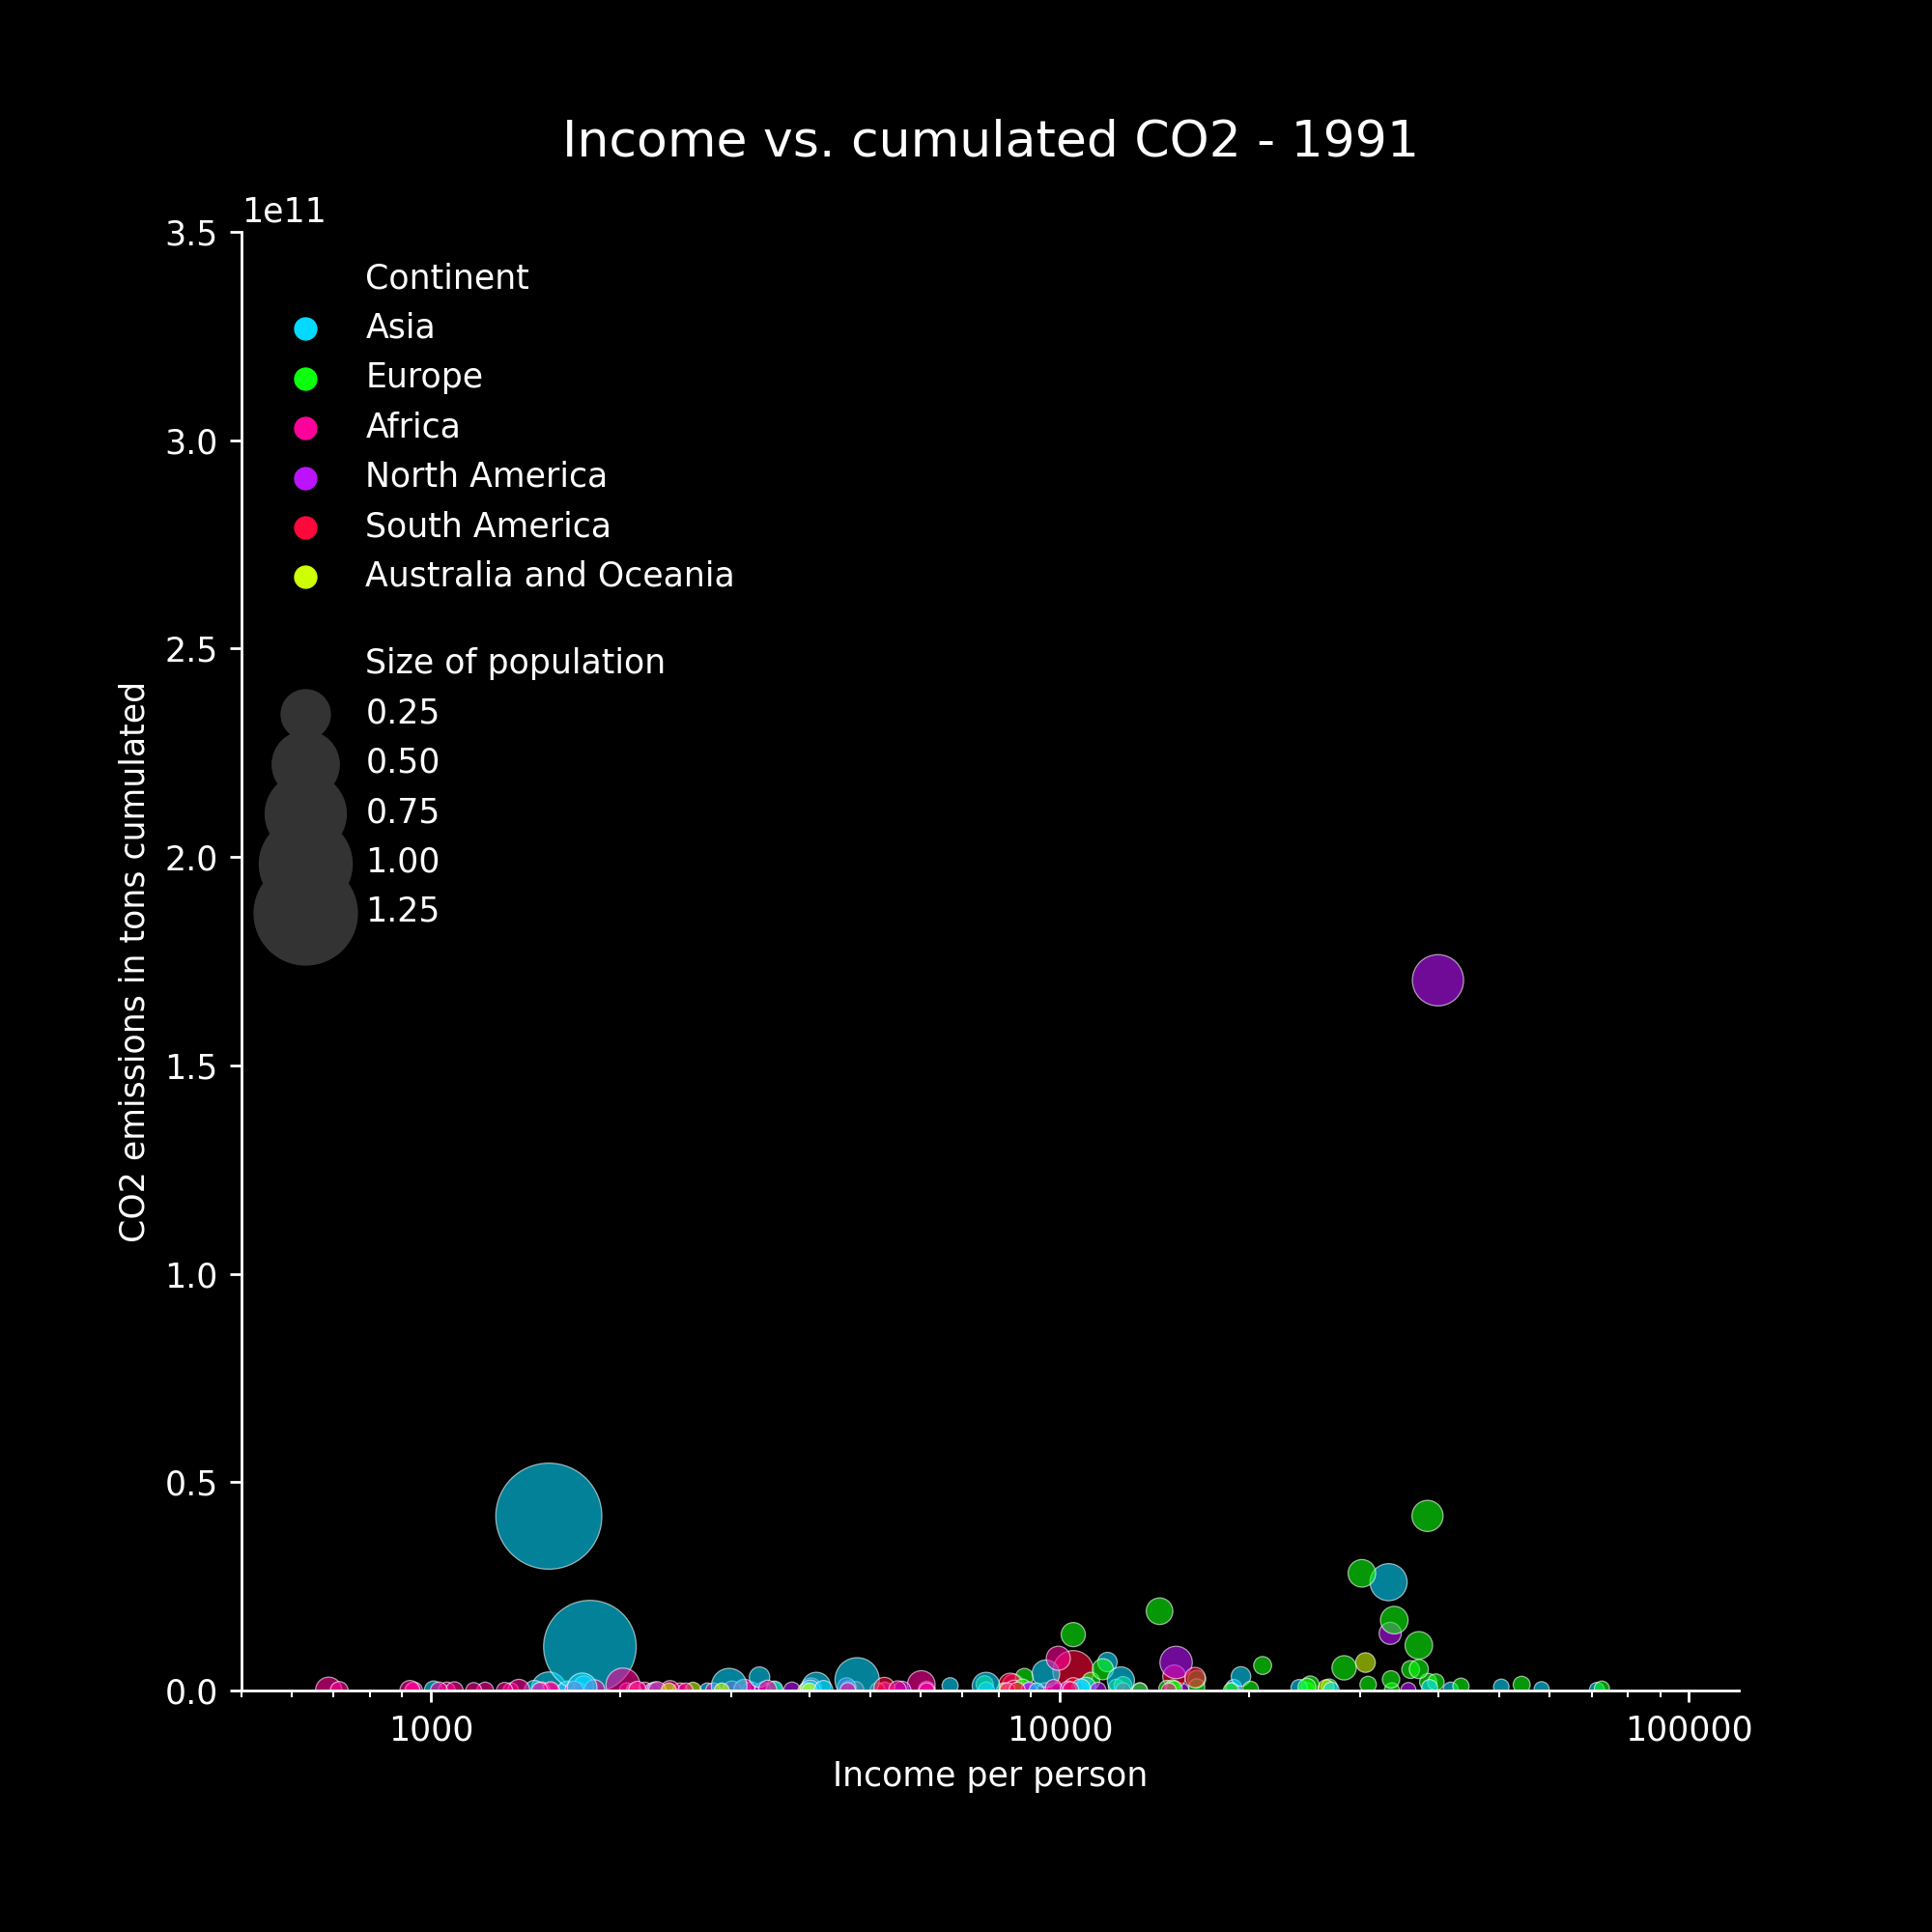 Income vs. cumulated CO2 - 1991
1e11
3.5
3.0
2.5
2.0
1.5
1.0
0.5
0.0
CO2 emissions in tons cumulated
Continent
Asia
Europe
Africa
North America
South America
Australia and Oceania
Size of population
0.25
0.50
0.75
1.00
1.25
1000
10000
100000
Income per person